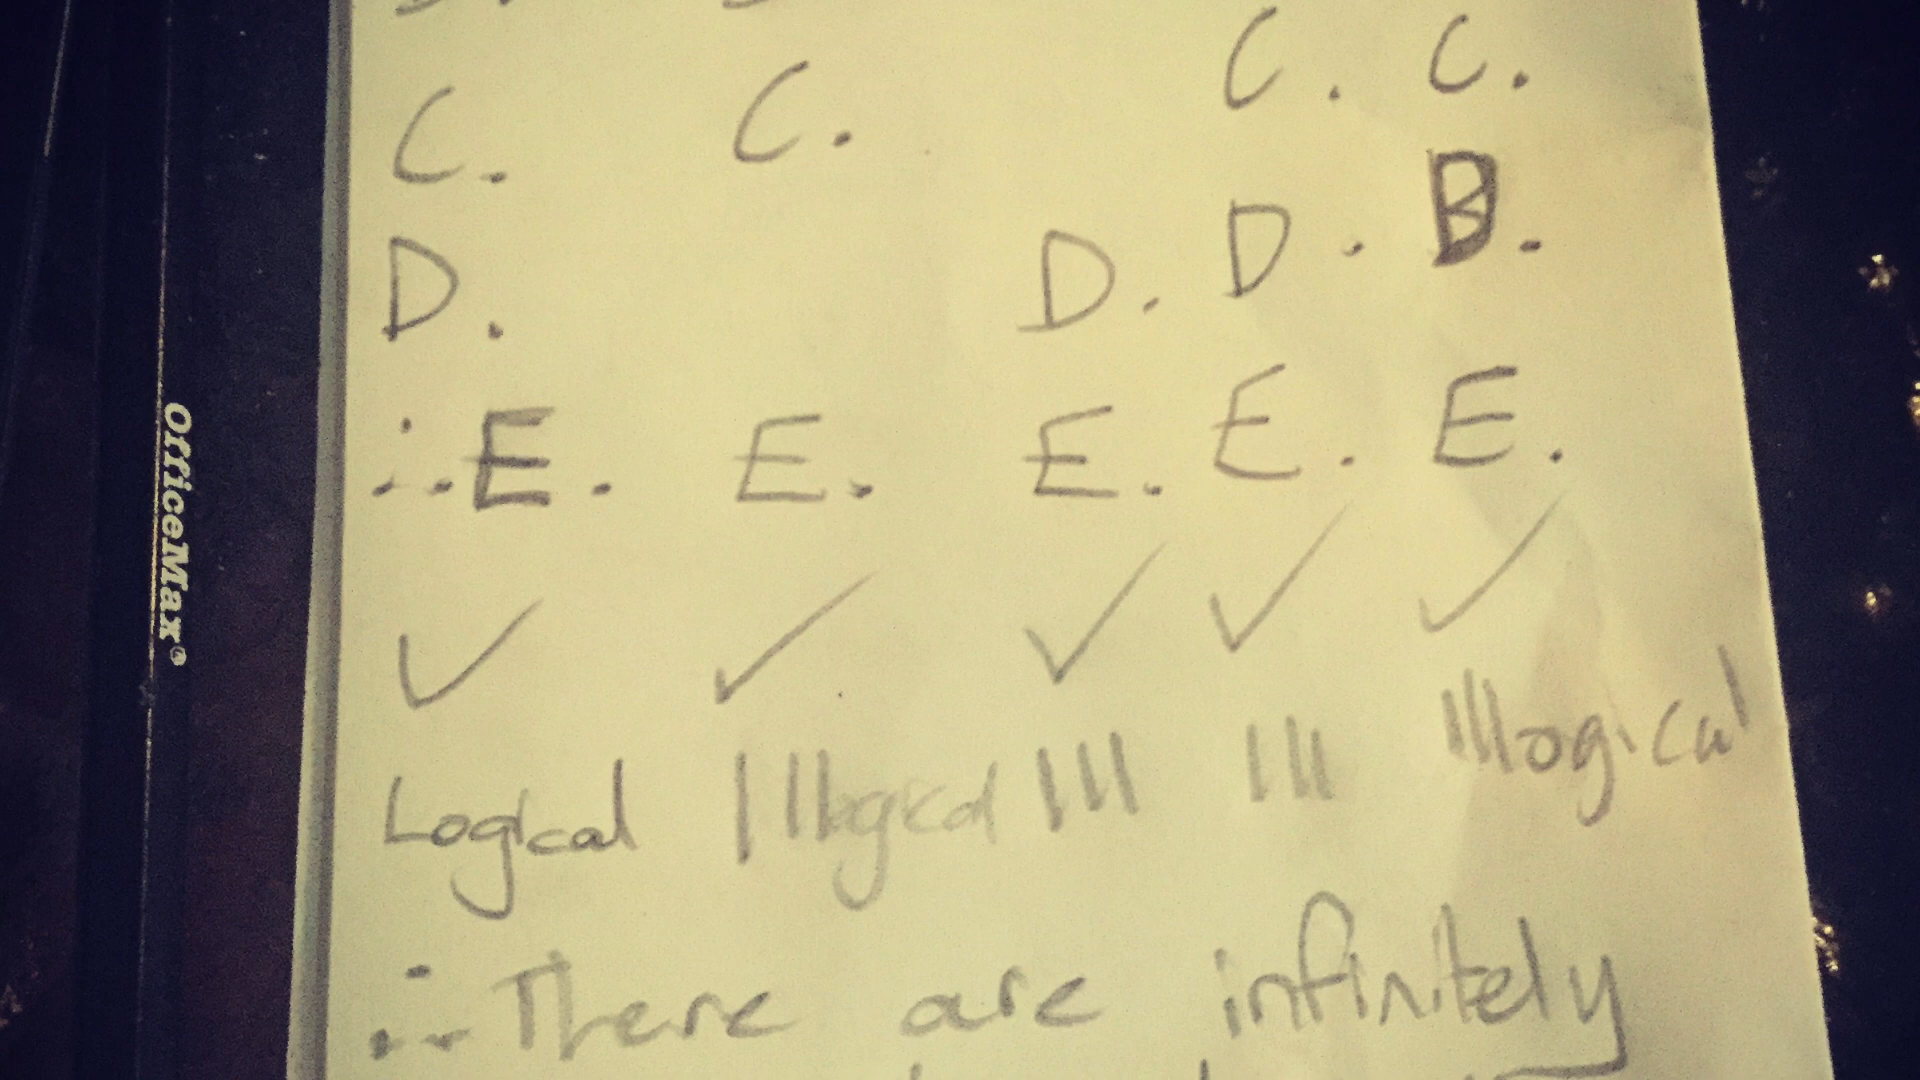 C. C.
C. C.
D. D. D. B.
∴ E. E. E. E. E.
✓ ✓ ✓ ✓ ✓
Logical Illogical Ill Ill Illogical
∴ There are infinitely
OfficeMax®